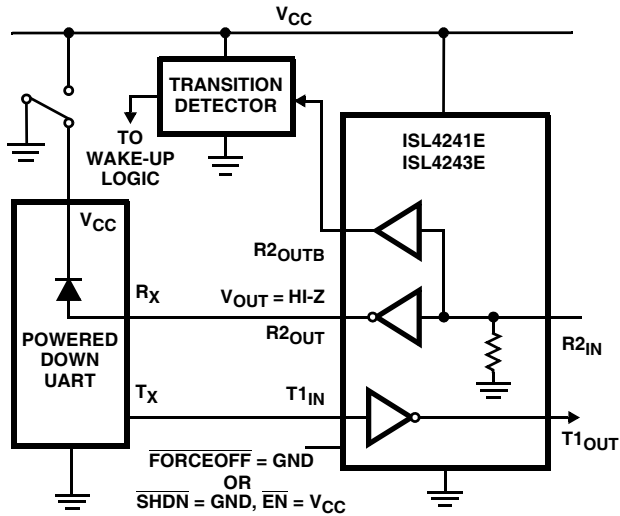 VCC
TRANSITION
DETECTOR
TO
WAKE-UP
LOGIC
ISL4241E
ISL4243E
VCC
R2OUTB
RX
VOUT = HI-Z
R2OUT
R2IN
POWERED
DOWN
UART
TX
T1IN
T1OUT
FORCEOFF = GND
OR
SHDN = GND, EN = VCC